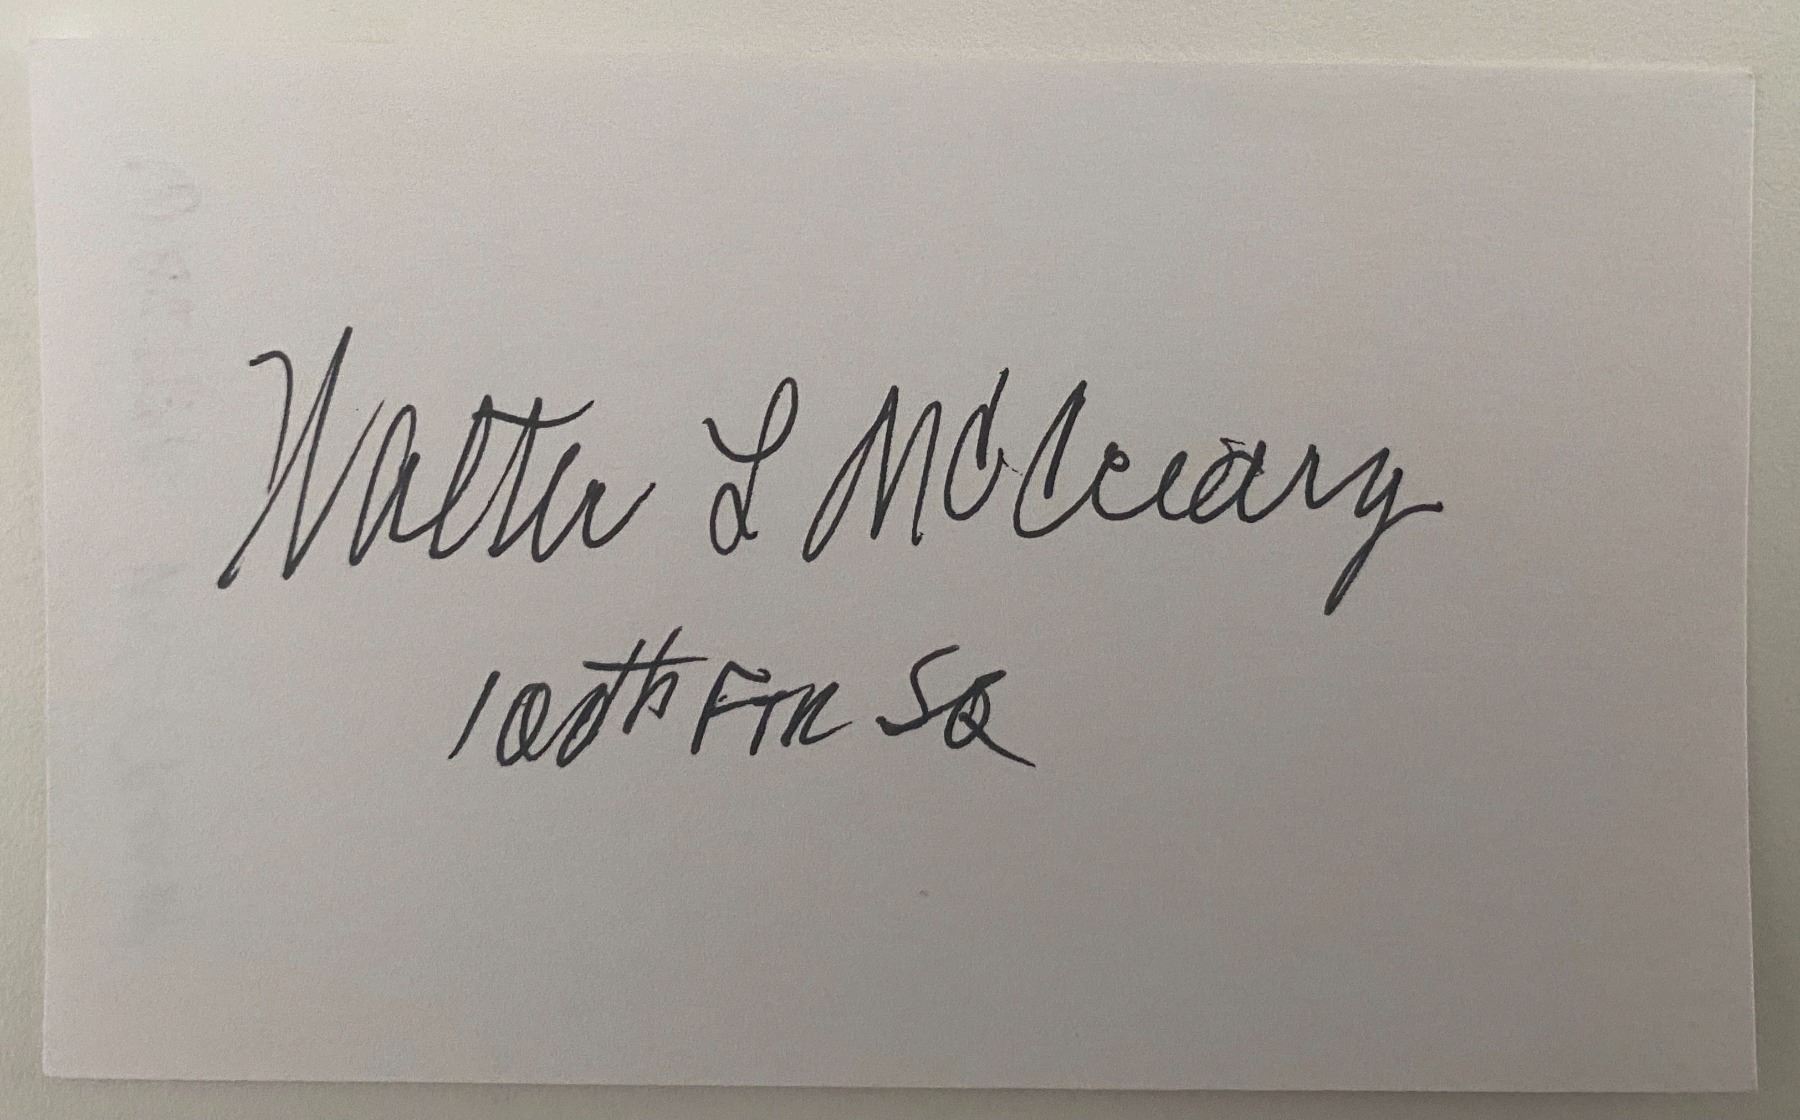 Walter L McCreary
100th FTR SQ